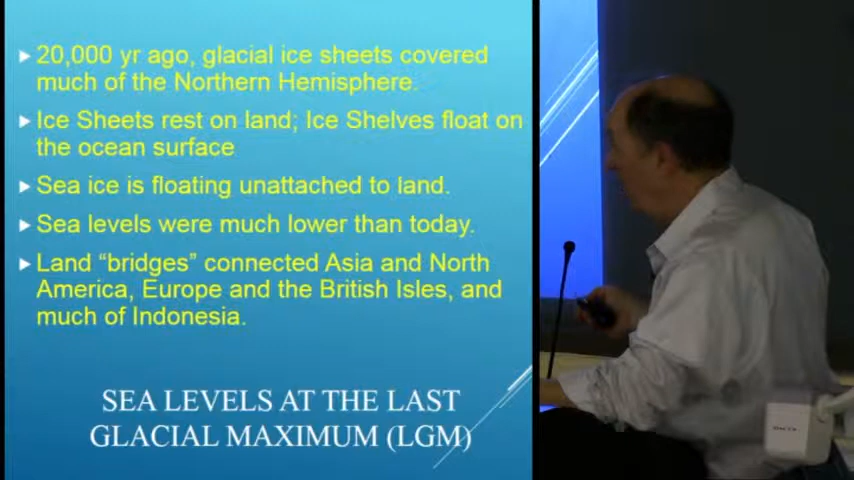 20,000 yr ago, glacial ice sheets covered
much of the Northern Hemisphere.
Ice Sheets rest on land; Ice Shelves float on
the ocean surface
Sea ice is floating unattached to land.
Sea levels were much lower than today.
Land “bridges” connected Asia and North
America, Europe and the British Isles, and
much of Indonesia.
SEA LEVELS AT THE LAST
GLACIAL MAXIMUM (LGM)